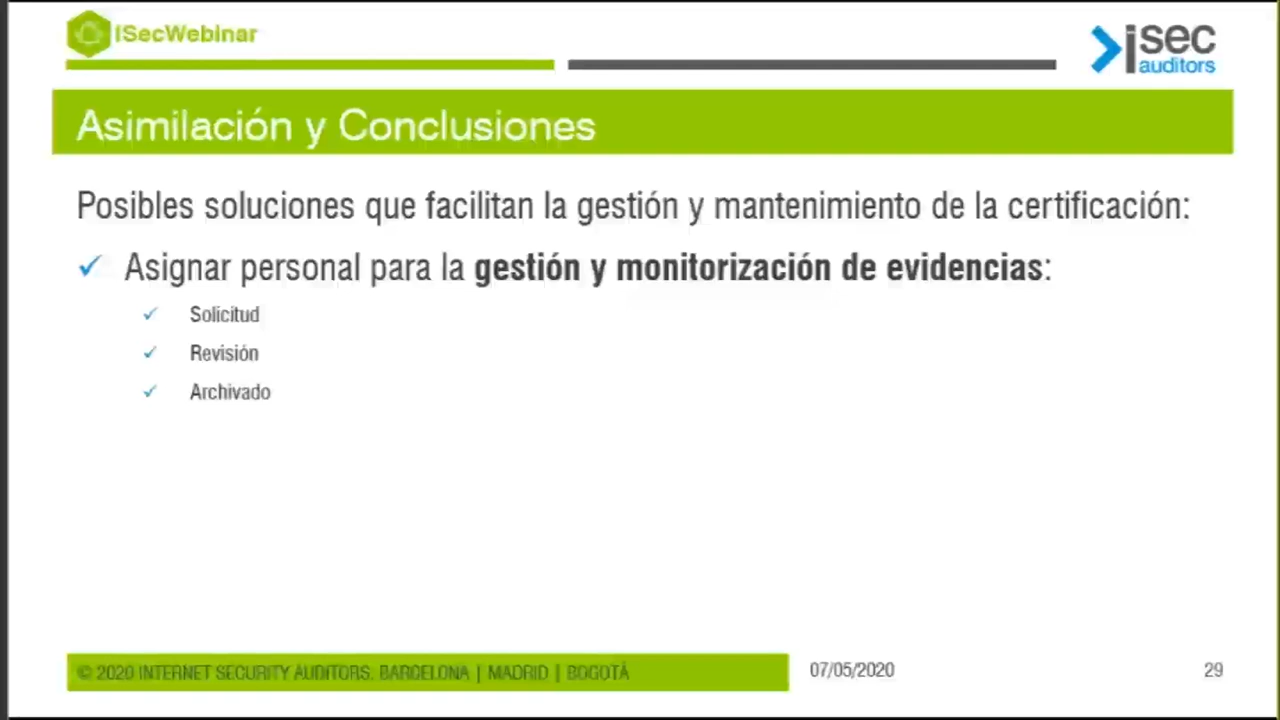 ISecWebinar
isec
auditors
Asimilación y Conclusiones
Posibles soluciones que facilitan la gestión y mantenimiento de la certificación:
Asignar personal para la gestión y monitorización de evidencias:
Solicitud
Revisión
Archivado
© 2020 INTERNET SECURITY AUDITORS. BARCELONA | MADRID | BOGOTÁ
07/05/2020
29